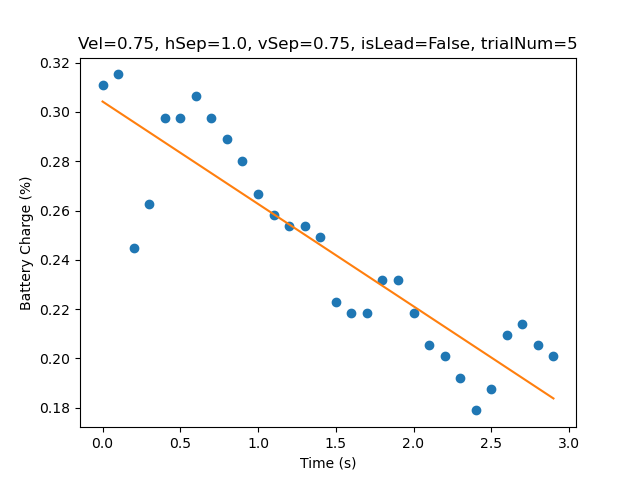 Vel=0.75, hSep=1.0, vSep=0.75, isLead=False, trialNum=5
0.32
0.30
0.28
0.26
0.24
0.22
0.20
0.18
Battery Charge (%)
0.0 0.5 1.0 1.5 2.0 2.5 3.0
Time (s)